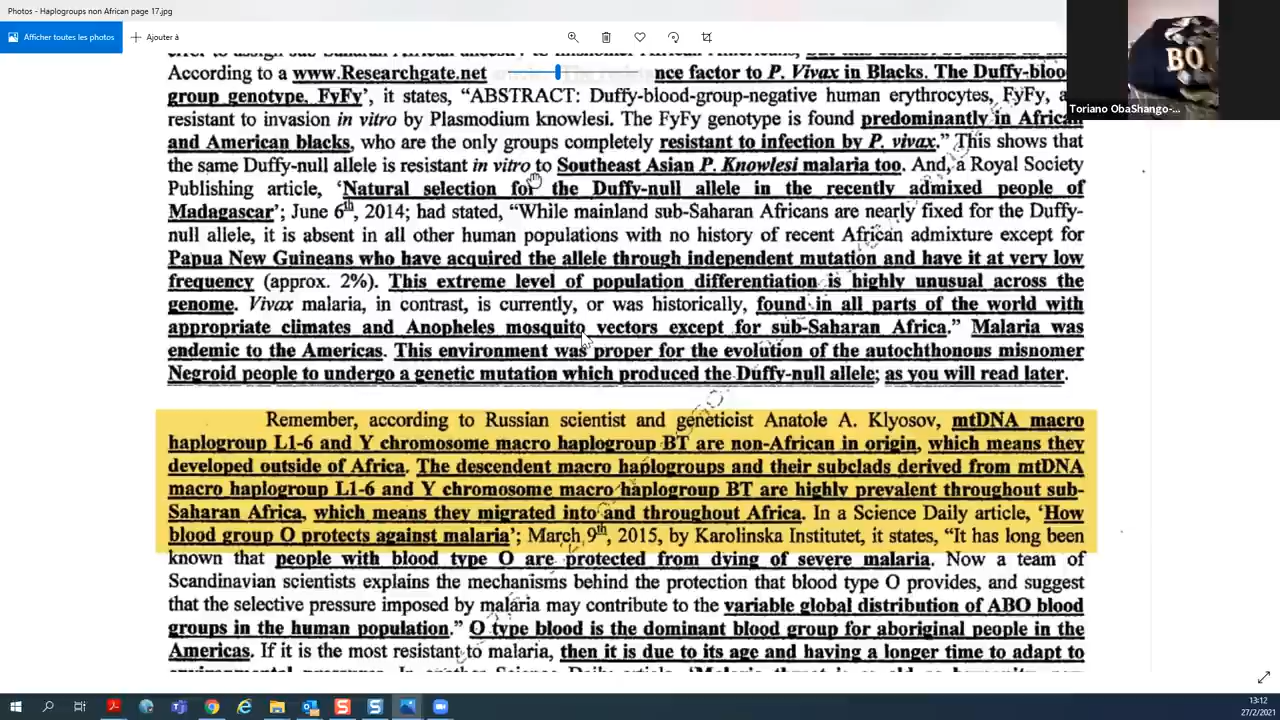 Photos - Haplogroups non African page 17.jpg
Afficher toutes les photos
Ajouter à
According to a www.Researchgate.net nce factor to P. Vivax in Blacks. The Duffy-blood
group genotype, FyFy', it states, "ABSTRACT: Duffy-blood-group-negative human erythrocytes, FyFy, a
resistant to invasion in vitro by Plasmodium knowlesi. The FyFy genotype is found predominantly in African
and American blacks, who are the only groups completely resistant to infection by P. vivax." This shows that
the same Duffy-null allele is resistant in vitro to Southeast Asian P. Knowlesi malaria too. And, a Royal Society
Publishing article, 'Natural selection for the Duffy-null allele in the recently admixed people of
Madagascar'; June 6th, 2014; had stated, "While mainland sub-Saharan Africans are nearly fixed for the Duffy-
null allele, it is absent in all other human populations with no history of recent African admixture except for
Papua New Guineans who have acquired the allele through independent mutation and have it at very low
frequency (approx. 2%). This extreme level of population differentiation is highly unusual across the
genome. Vivax malaria, in contrast, is currently, or was historically, found in all parts of the world with
appropriate climates and Anopheles mosquito vectors except for sub-Saharan Africa." Malaria was
endemic to the Americas. This environment was proper for the evolution of the autochthonous misnomer
Negroid people to undergo a genetic mutation which produced the Duffy-null allele; as you will read later.
Remember, according to Russian scientist and geneticist Anatole A. Klyosov, mtDNA macro
haplogroup L1-6 and Y chromosome macro haplogroup BT are non-African in origin, which means they
developed outside of Africa. The descendent macro haplogroups and their subclads derived from mtDNA
macro haplogroup L1-6 and Y chromosome macro haplogroup BT are highly prevalent throughout sub-
Saharan Africa, which means they migrated into and throughout Africa. In a Science Daily article, 'How
blood group O protects against malaria'; March 9th, 2015, by Karolinska Institutet, it states, "It has long been
known that people with blood type O are protected from dying of severe malaria. Now a team of
Scandinavian scientists explains the mechanisms behind the protection that blood type O provides, and suggest
that the selective pressure imposed by malaria may contribute to the variable global distribution of ABO blood
groups in the human population." O type blood is the dominant blood group for aboriginal people in the
Americas. If it is the most resistant to malaria, then it is due to its age and having a longer time to adapt to
BO
Toriano ObaShango-...
13:12
27/2/2021